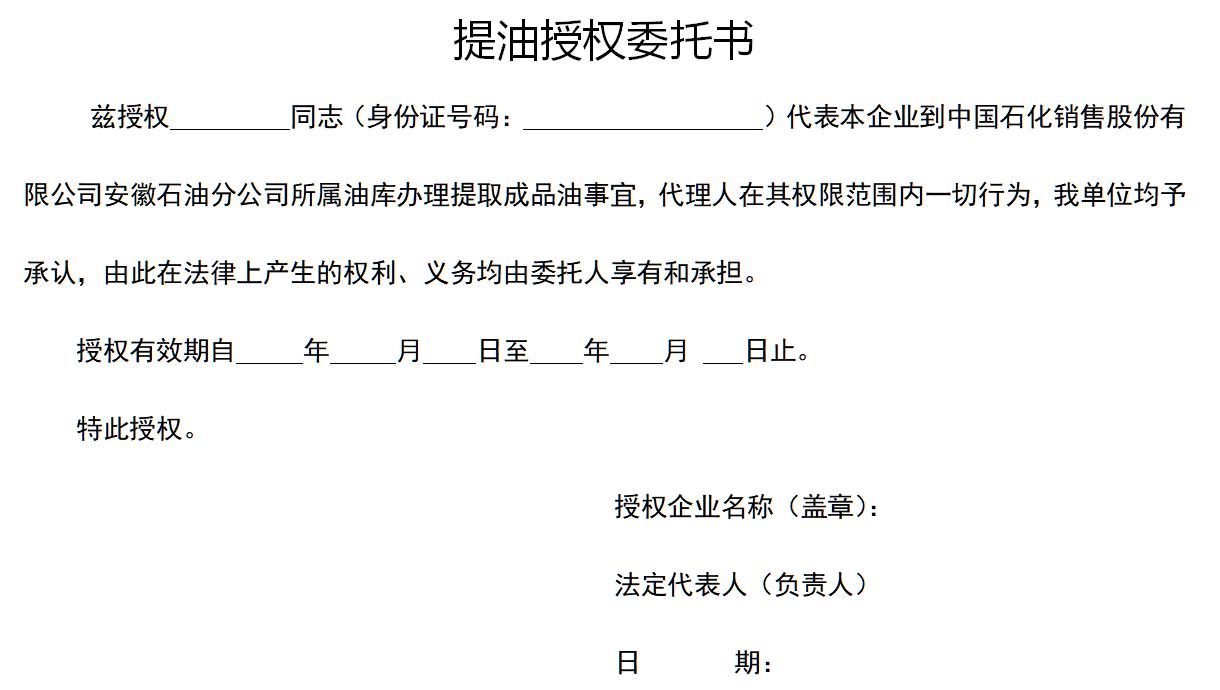 提油授权委托书
兹授权_________同志（身份证号码：__________________）代表本企业到中国石化销售股份有
限公司安徽石油分公司所属油库办理提取成品油事宜，代理人在其权限范围内一切行为，我单位均予
承认，由此在法律上产生的权利、义务均由委托人享有和承担。
授权有效期自_____年_____月____日至____年____月 ___日止。
特此授权。
授权企业名称（盖章）：
法定代表人（负责人）
日 期：